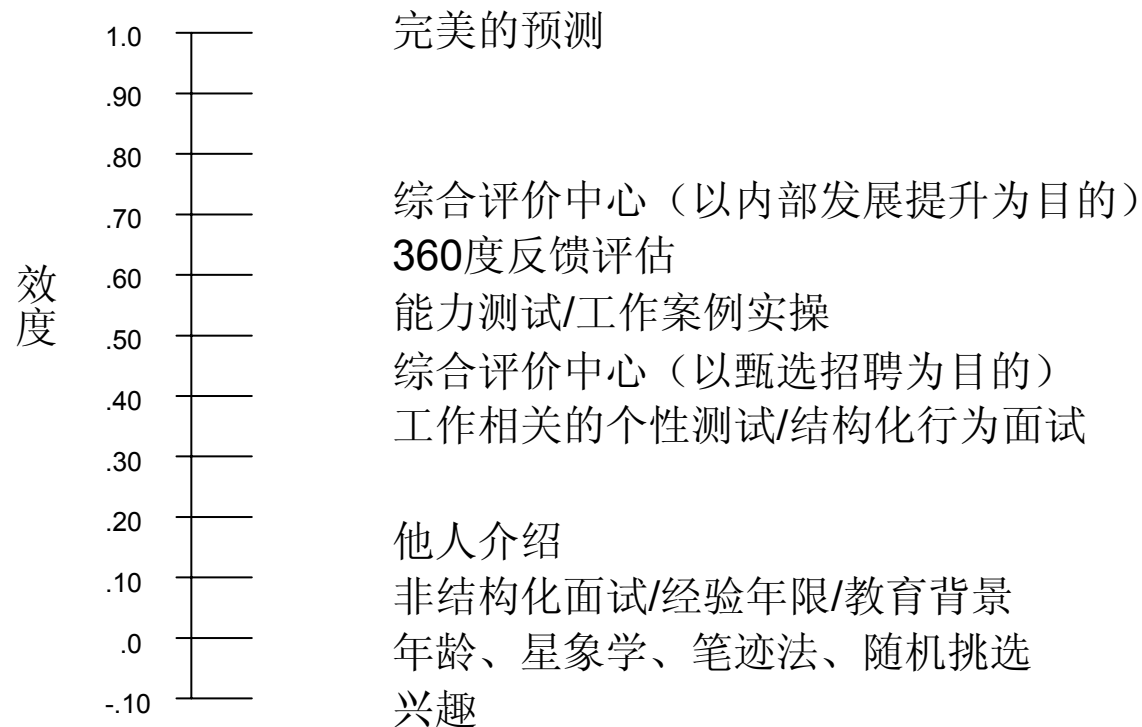 1.0 完美的预测
.90
.80
.70 综合评价中心（以内部发展提升为目的）
360度反馈评估
.60
能力测试/工作案例实操
.50
综合评价中心（以甄选招聘为目的）
.40
工作相关的个性测试/结构化行为面试
.30
.20
他人介绍
.10
非结构化面试/经验年限/教育背景
.0 年龄、星象学、笔迹法、随机挑选
-.10 兴趣
效度